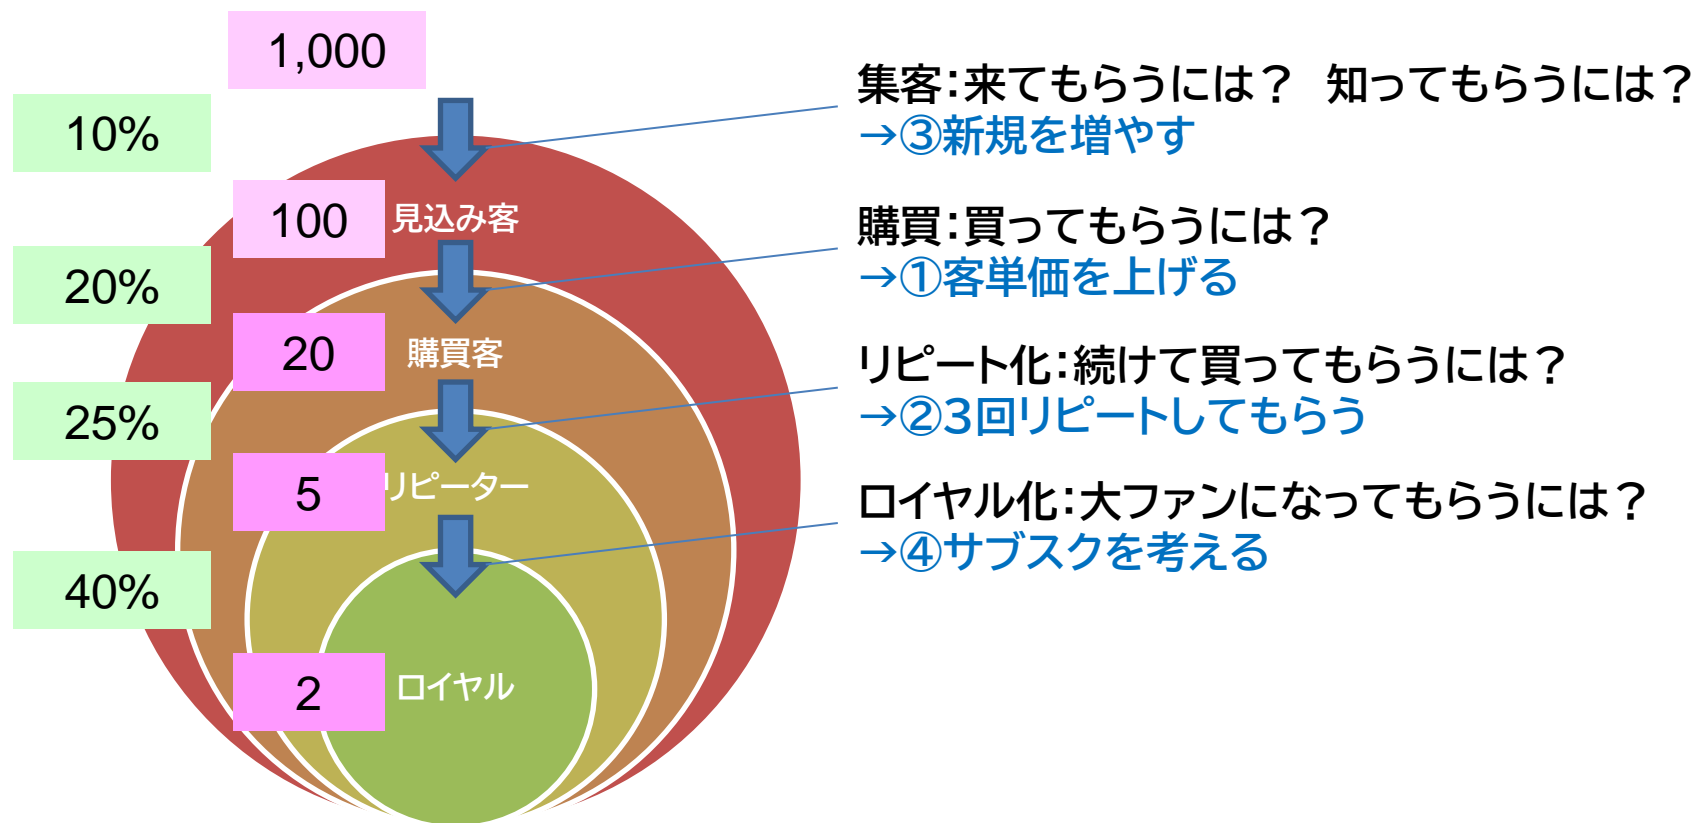 1,000
10%
100
見込み客
20%
20
購買客
25%
5
リピーター
40%
2
ロイヤル
集客：来てもらうには？　知ってもらうには？
→③新規を増やす
購買：買ってもらうには？
→①客単価を上げる
リピート化：続けて買ってもらうには？
→②3回リピートしてもらう
ロイヤル化：大ファンになってもらうには？
→④サブスクを考える